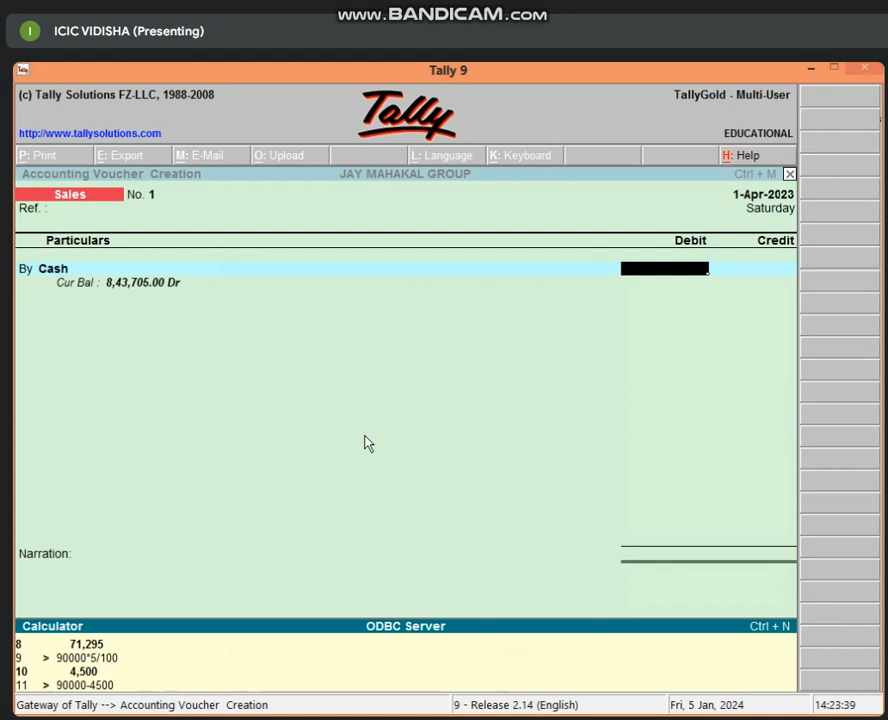 www.BANDICAM.com
I ICIC VIDISHA (Presenting)
Tally Tally 9
(c) Tally Solutions FZ-LLC, 1988-2008 Tally TallyGold - Multi-User
http://www.tallysolutions.com EDUCATIONAL
P: Print E: Export M: E-Mail O: Upload L: Language K: Keyboard H: Help
Accounting Voucher Creation JAY MAHAKAL GROUP Ctrl + M
Sales No. 1 1-Apr-2023
Ref. : Saturday
Particulars Debit Credit
By Cash
Cur Bal : 8,43,705.00 Dr
Narration:
Calculator ODBC Server Ctrl + N
8 71,295
9 > 90000*5/100
10 4,500
11 > 90000-4500
Gateway of Tally --> Accounting Voucher Creation 9 - Release 2.14 (English) Fri, 5 Jan, 2024 14:23:39